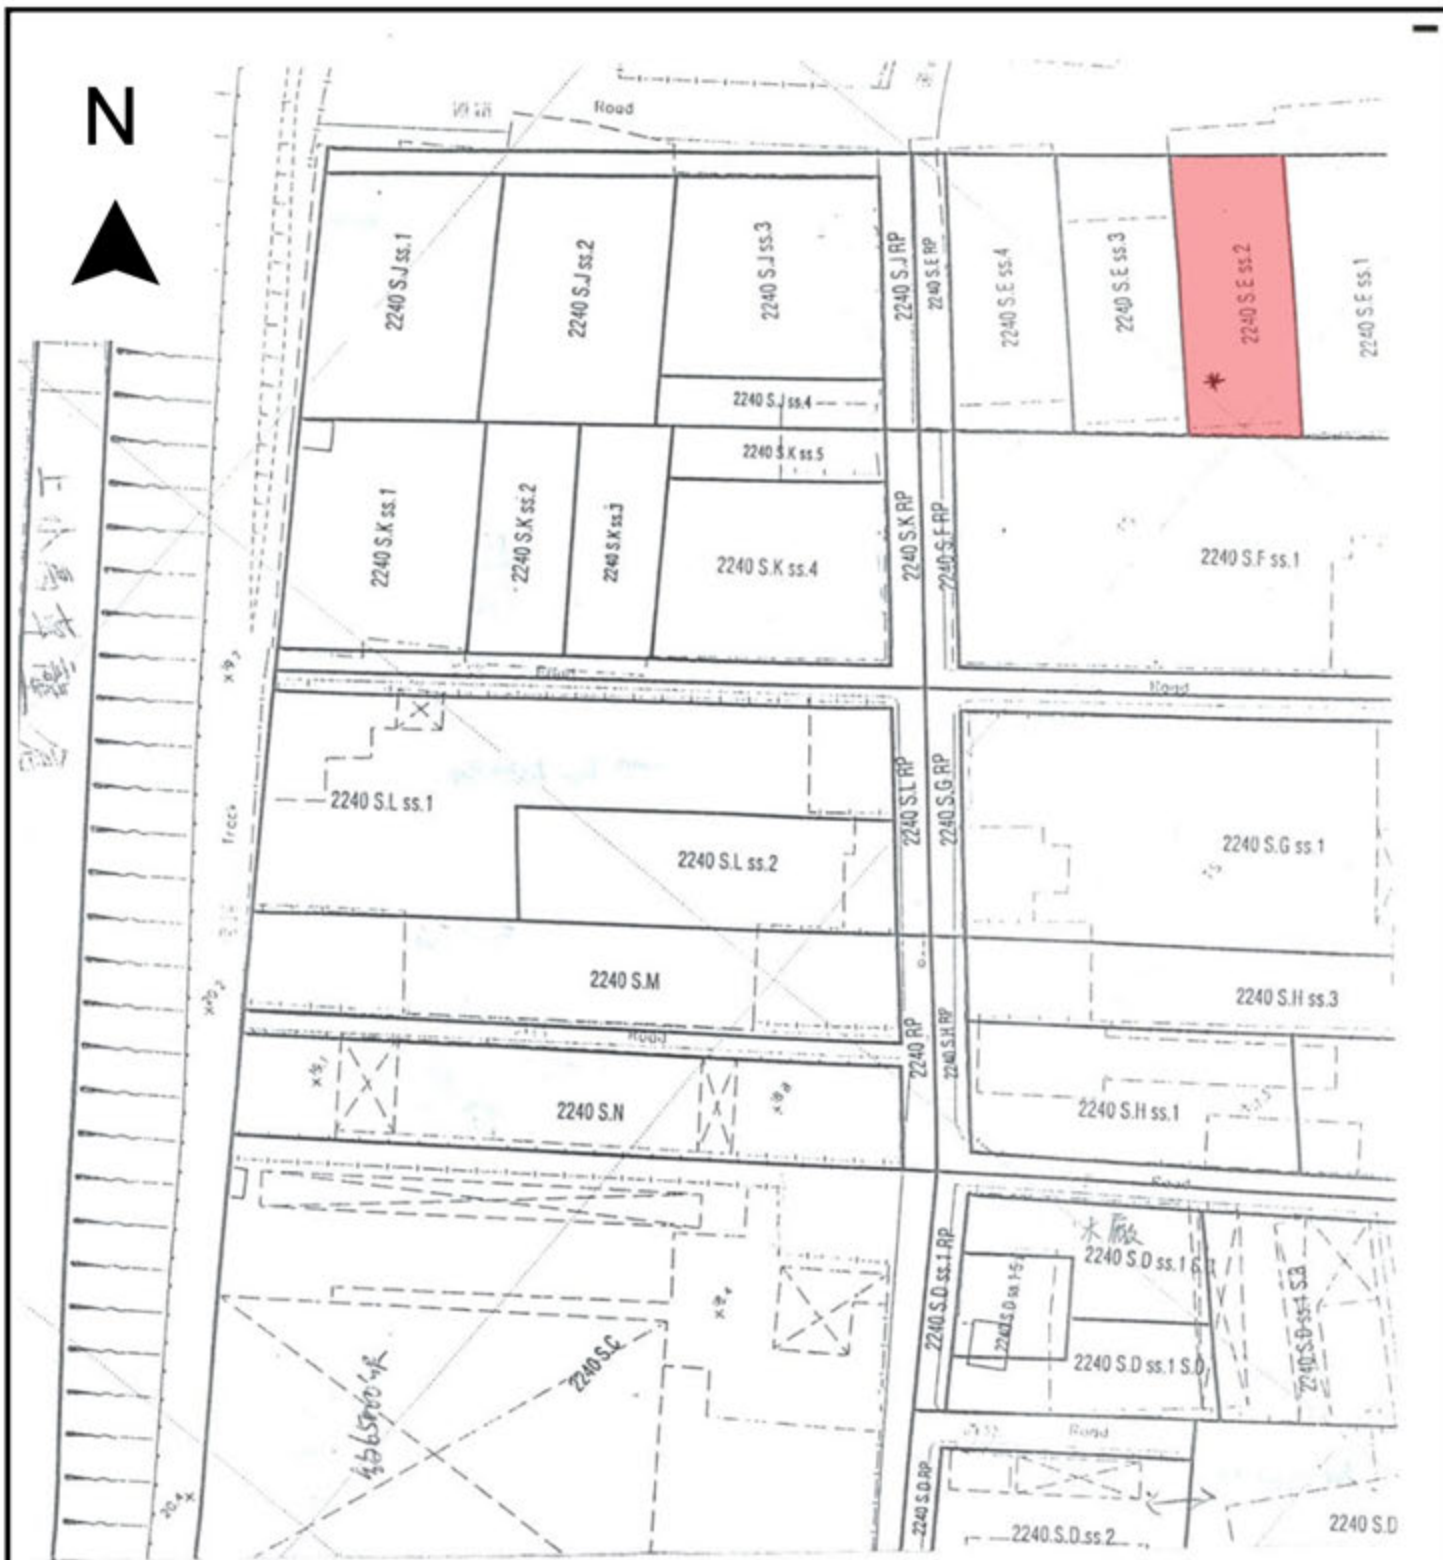 N
Road
2240 S.J ss.1
2240 S.J ss.2
2240 S.J ss.3
2240 S.J RP
2240 S.E RP
2240 S.E ss.4
2240 S.E ss.3
2240 S.E ss.2
2240 S.E ss.1
*
2240 S.J ss.4
2240 S.K ss.5
2240 S.K ss.1
2240 S.K ss.2
2240 S.K ss.3
2240 S.K ss.4
2240 S.K RP
2240 S.F RP
2240 S.F ss.1
Road
2240 S.L ss.1
2240 S.L ss.2
2240 S.L RP
2240 S.G RP
2240 S.G ss.1
Track
2240 S.M
2240 S.H ss.3
Road
2240 RP
2240 S.H RP
2240 S.N
2240 S.H ss.1
Road
木廠
2240 S.D ss.1 RP
2240 S.D ss.1 S.B
2240 S.D ss.1 S.D
2240 S.C
Road
2240 S.D RP
2240 S.D ss.2
2240 S.D
20.4